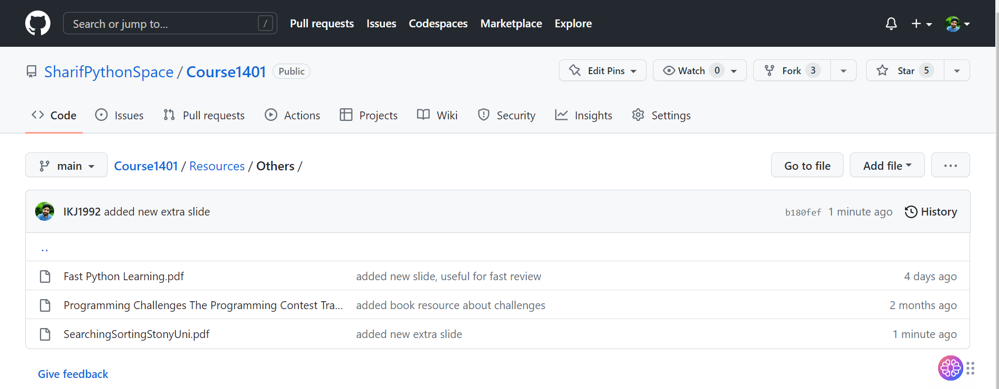 Search or jump to... / Pull requests Issues Codespaces Marketplace Explore
SharifPythonSpace / Course1401 Public Edit Pins Watch 0 Fork 3 Star 5
Code Issues Pull requests Actions Projects Wiki Security Insights Settings
main Course1401 / Resources / Others / Go to file Add file ...
IKJ1992 added new extra slide b180fef 1 minute ago History
..
Fast Python Learning.pdf added new slide, useful for fast review 4 days ago
Programming Challenges The Programming Contest Tra... added book resource about challenges 2 months ago
SearchingSortingStonyUni.pdf added new extra slide 1 minute ago
Give feedback